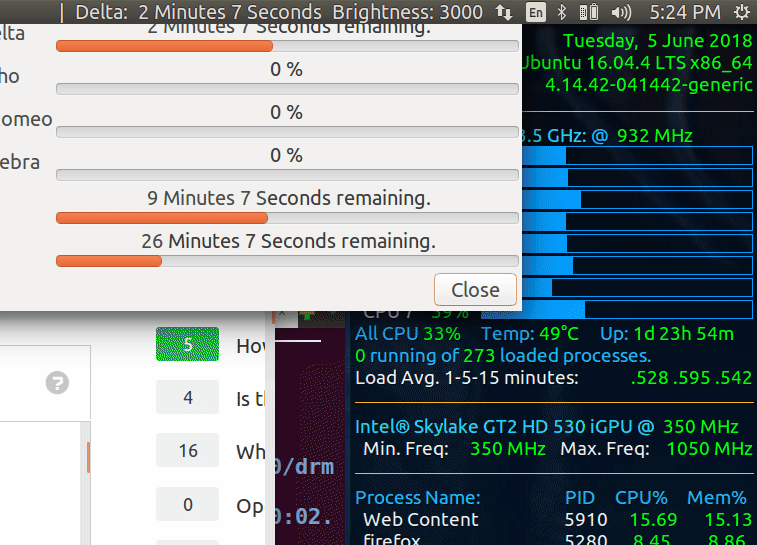 | Delta: 2 Minutes 7 Seconds Brightness: 3000 En 5:24 PM
elta 2 Minutes 7 Seconds remaining.
0 %
0 %
omeo
0 %
ebra
9 Minutes 7 Seconds remaining.
26 Minutes 7 Seconds remaining.
Close
Tuesday, 5 June 2018
Ubuntu 16.04.4 LTS x86_64
4.14.42-041442-generic
3.5 GHz: @ 932 MHz
CPU 7 39%
All CPU 33% Temp: 49°C Up: 1d 23h 54m
0 running of 273 loaded processes.
Load Avg. 1-5-15 minutes: .528 .595 .542
Intel® Skylake GT2 HD 530 iGPU @ 350 MHz
Min. Freq: 350 MHz Max. Freq: 1050 MHz
Process Name: PID CPU% Mem%
Web Content 5910 15.69 15.13
firefox 5280 8.45 8.86
5 How
?
4 Is th
16 Wh
0 Op
0/drm
0:02.